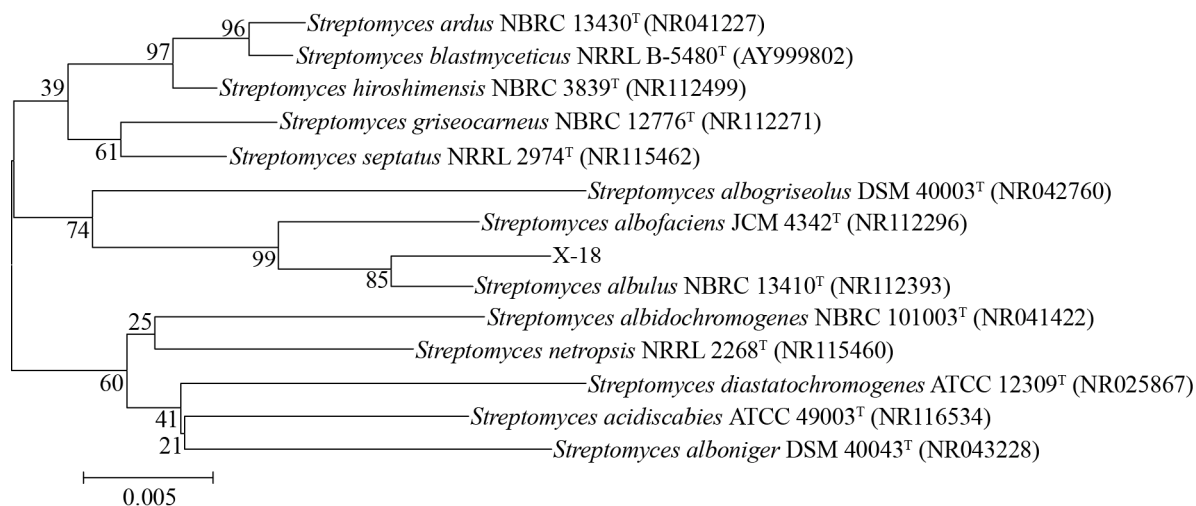 96
Streptomyces ardus NBRC 13430ᵀ (NR041227)
97
Streptomyces blastmyceticus NRRL B-5480ᵀ (AY999802)
39
Streptomyces hiroshimensis NBRC 3839ᵀ (NR112499)
Streptomyces griseocarneus NBRC 12776ᵀ (NR112271)
61
Streptomyces septatus NRRL 2974ᵀ (NR115462)
Streptomyces albogriseolus DSM 40003ᵀ (NR042760)
74
Streptomyces albofaciens JCM 4342ᵀ (NR112296)
99
X-18
85
Streptomyces albulus NBRC 13410ᵀ (NR112393)
25
Streptomyces albidochromogenes NBRC 101003ᵀ (NR041422)
Streptomyces netropsis NRRL 2268ᵀ (NR115460)
60
Streptomyces diastatochromogenes ATCC 12309ᵀ (NR025867)
41
Streptomyces acidiscabies ATCC 49003ᵀ (NR116534)
21
Streptomyces alboniger DSM 40043ᵀ (NR043228)
0.005